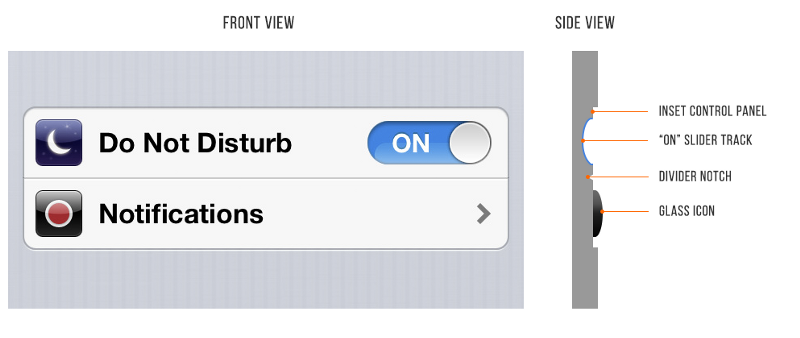 FRONT VIEW
SIDE VIEW
Do Not Disturb
ON
Notifications
INSET CONTROL PANEL
“ON” SLIDER TRACK
DIVIDER NOTCH
GLASS ICON